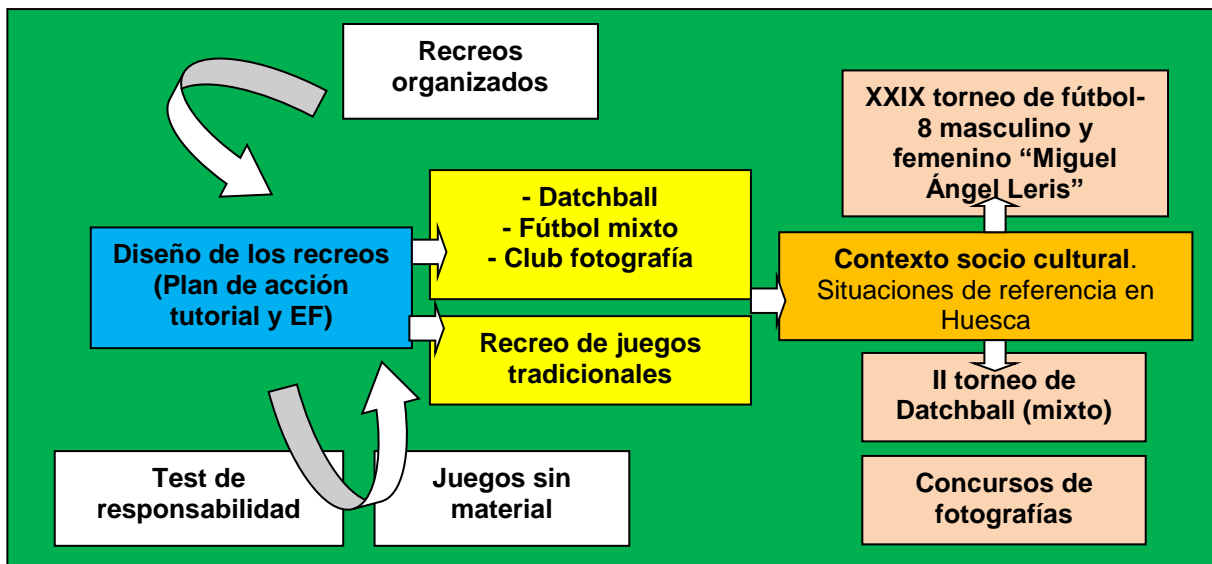 Recreos
organizados
XXIX torneo de fútbol-
8 masculino y
femenino “Miguel
Ángel Leris”
- Datchball
- Fútbol mixto
- Club fotografía
Diseño de los recreos
(Plan de acción
tutorial y EF)
Contexto socio cultural.
Situaciones de referencia en
Huesca
Recreo de juegos
tradicionales
II torneo de
Datchball (mixto)
Test de
responsabilidad
Juegos sin
material
Concursos de
fotografías